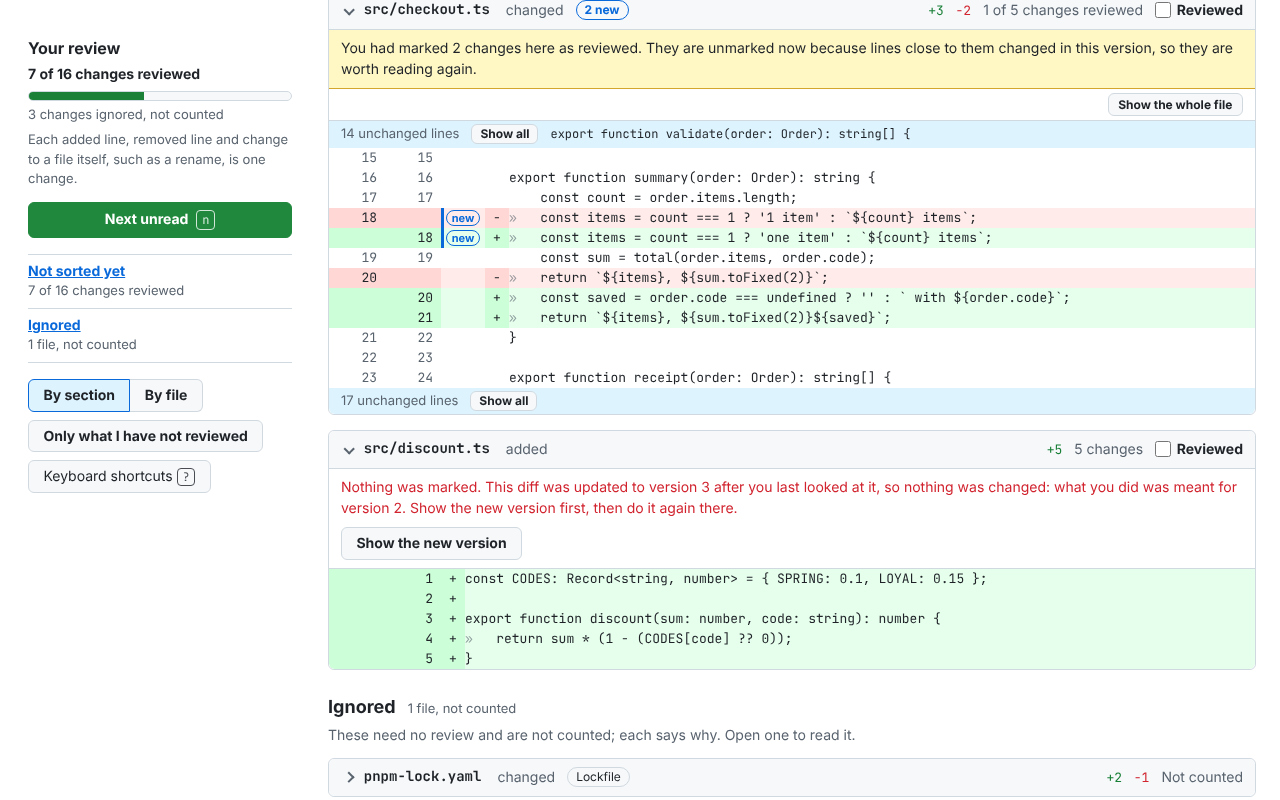 Your review
7 of 16 changes reviewed
3 changes ignored, not counted
Each added line, removed line and change
to a file itself, such as a rename, is one
change.
Next unread n
Not sorted yet
7 of 16 changes reviewed
Ignored
1 file, not counted
By section By file
Only what I have not reviewed
Keyboard shortcuts ?
src/checkout.ts changed 2 new +3 -2 1 of 5 changes reviewed Reviewed
You had marked 2 changes here as reviewed. They are unmarked now because lines close to them changed in this version, so they are
worth reading again.
Show the whole file
14 unchanged lines Show all export function validate(order: Order): string[] {
15 15
16 16 export function summary(order: Order): string {
17 17 const count = order.items.length;
18 new - » const items = count === 1 ? '1 item' : `${count} items`;
18 new + » const items = count === 1 ? 'one item' : `${count} items`;
19 19 const sum = total(order.items, order.code);
20 - » return `${items}, ${sum.toFixed(2)}`;
20 + » const saved = order.code === undefined ? '' : ` with ${order.code}`;
21 + » return `${items}, ${sum.toFixed(2)}${saved}`;
21 22 }
22 23
23 24 export function receipt(order: Order): string[] {
17 unchanged lines Show all
src/discount.ts added +5 5 changes Reviewed
Nothing was marked. This diff was updated to version 3 after you last looked at it, so nothing was changed: what you did was meant for
version 2. Show the new version first, then do it again there.
Show the new version
1 + const CODES: Record<string, number> = { SPRING: 0.1, LOYAL: 0.15 };
2 +
3 + export function discount(sum: number, code: string): number {
4 + » return sum * (1 - (CODES[code] ?? 0));
5 + }
Ignored 1 file, not counted
These need no review and are not counted; each says why. Open one to read it.
pnpm-lock.yaml changed Lockfile +2 -1 Not counted